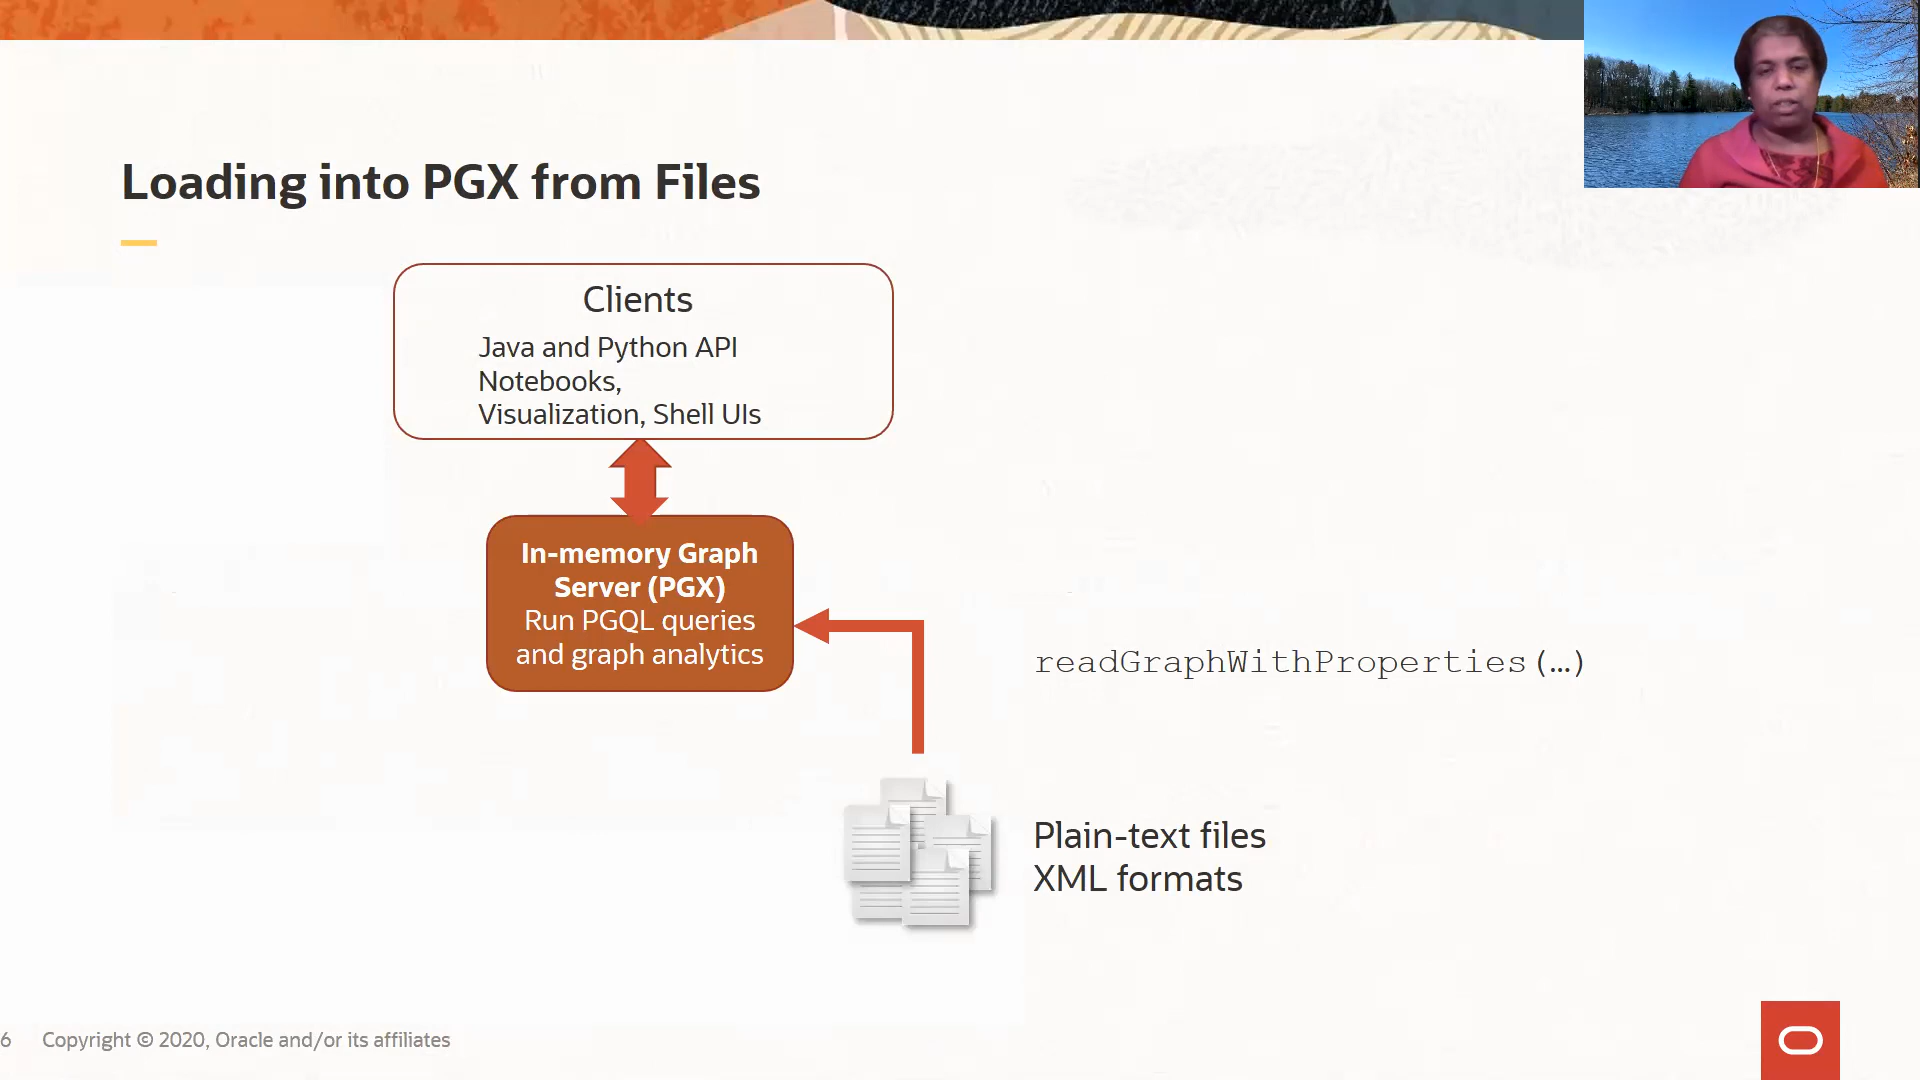 Loading into PGX from Files
Clients
Java and Python API
Notebooks,
Visualization, Shell UIs
In-memory Graph
Server (PGX)
Run PGQL queries
and graph analytics
readGraphWithProperties(…)
Plain-text files
XML formats
6 Copyright © 2020, Oracle and/or its affiliates